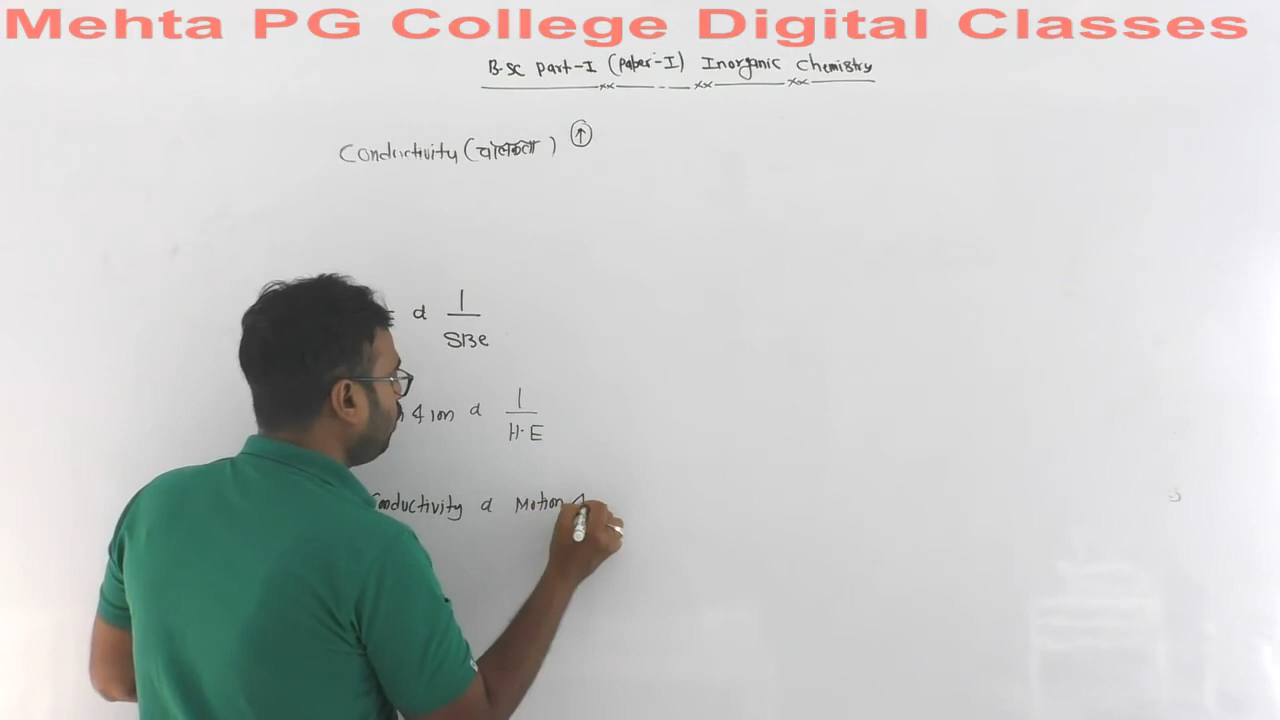 Mehta PG College Digital Classes
B.SC Part-I (Paper-I) Inorganic Chemistry
Conductivity (चालकता) ↑
E α 1
Size
4 ion α 1
H.E
Conductivity α Motion